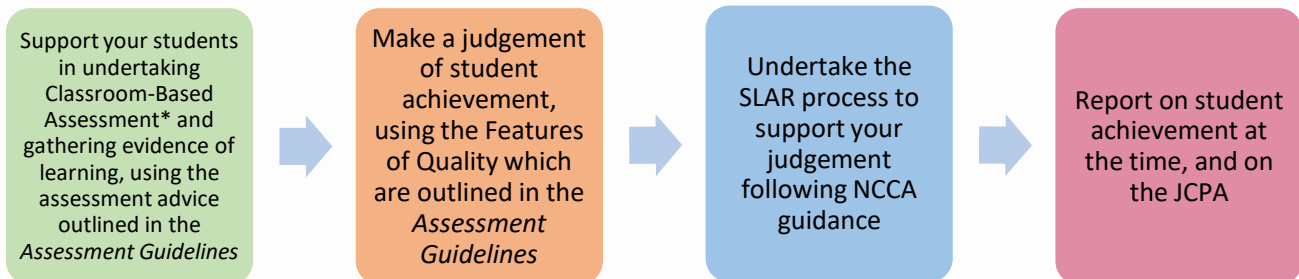 Support your students
in undertaking
Classroom-Based
Assessment* and
gathering evidence of
learning, using the
assessment advice
outlined in the
Assessment Guidelines
Make a judgement
of student
achievement,
using the Features
of Quality which
are outlined in the
Assessment
Guidelines
Undertake the
SLAR process to
support your
judgement
following NCCA
guidance
Report on student
achievement at
the time, and on
the JCPA